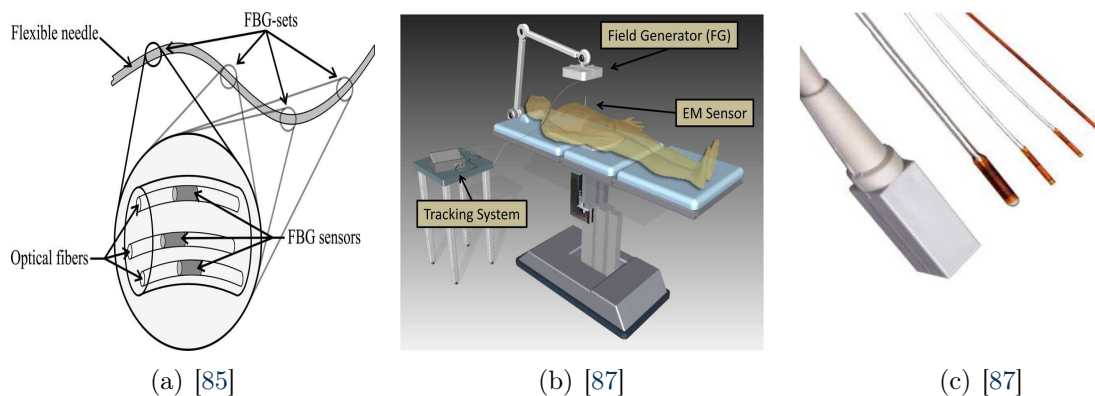 Flexible needle
FBG-sets
Optical fibers
FBG sensors
Field Generator (FG)
EM Sensor
Tracking System
(a) [85]
(b) [87]
(c) [87]